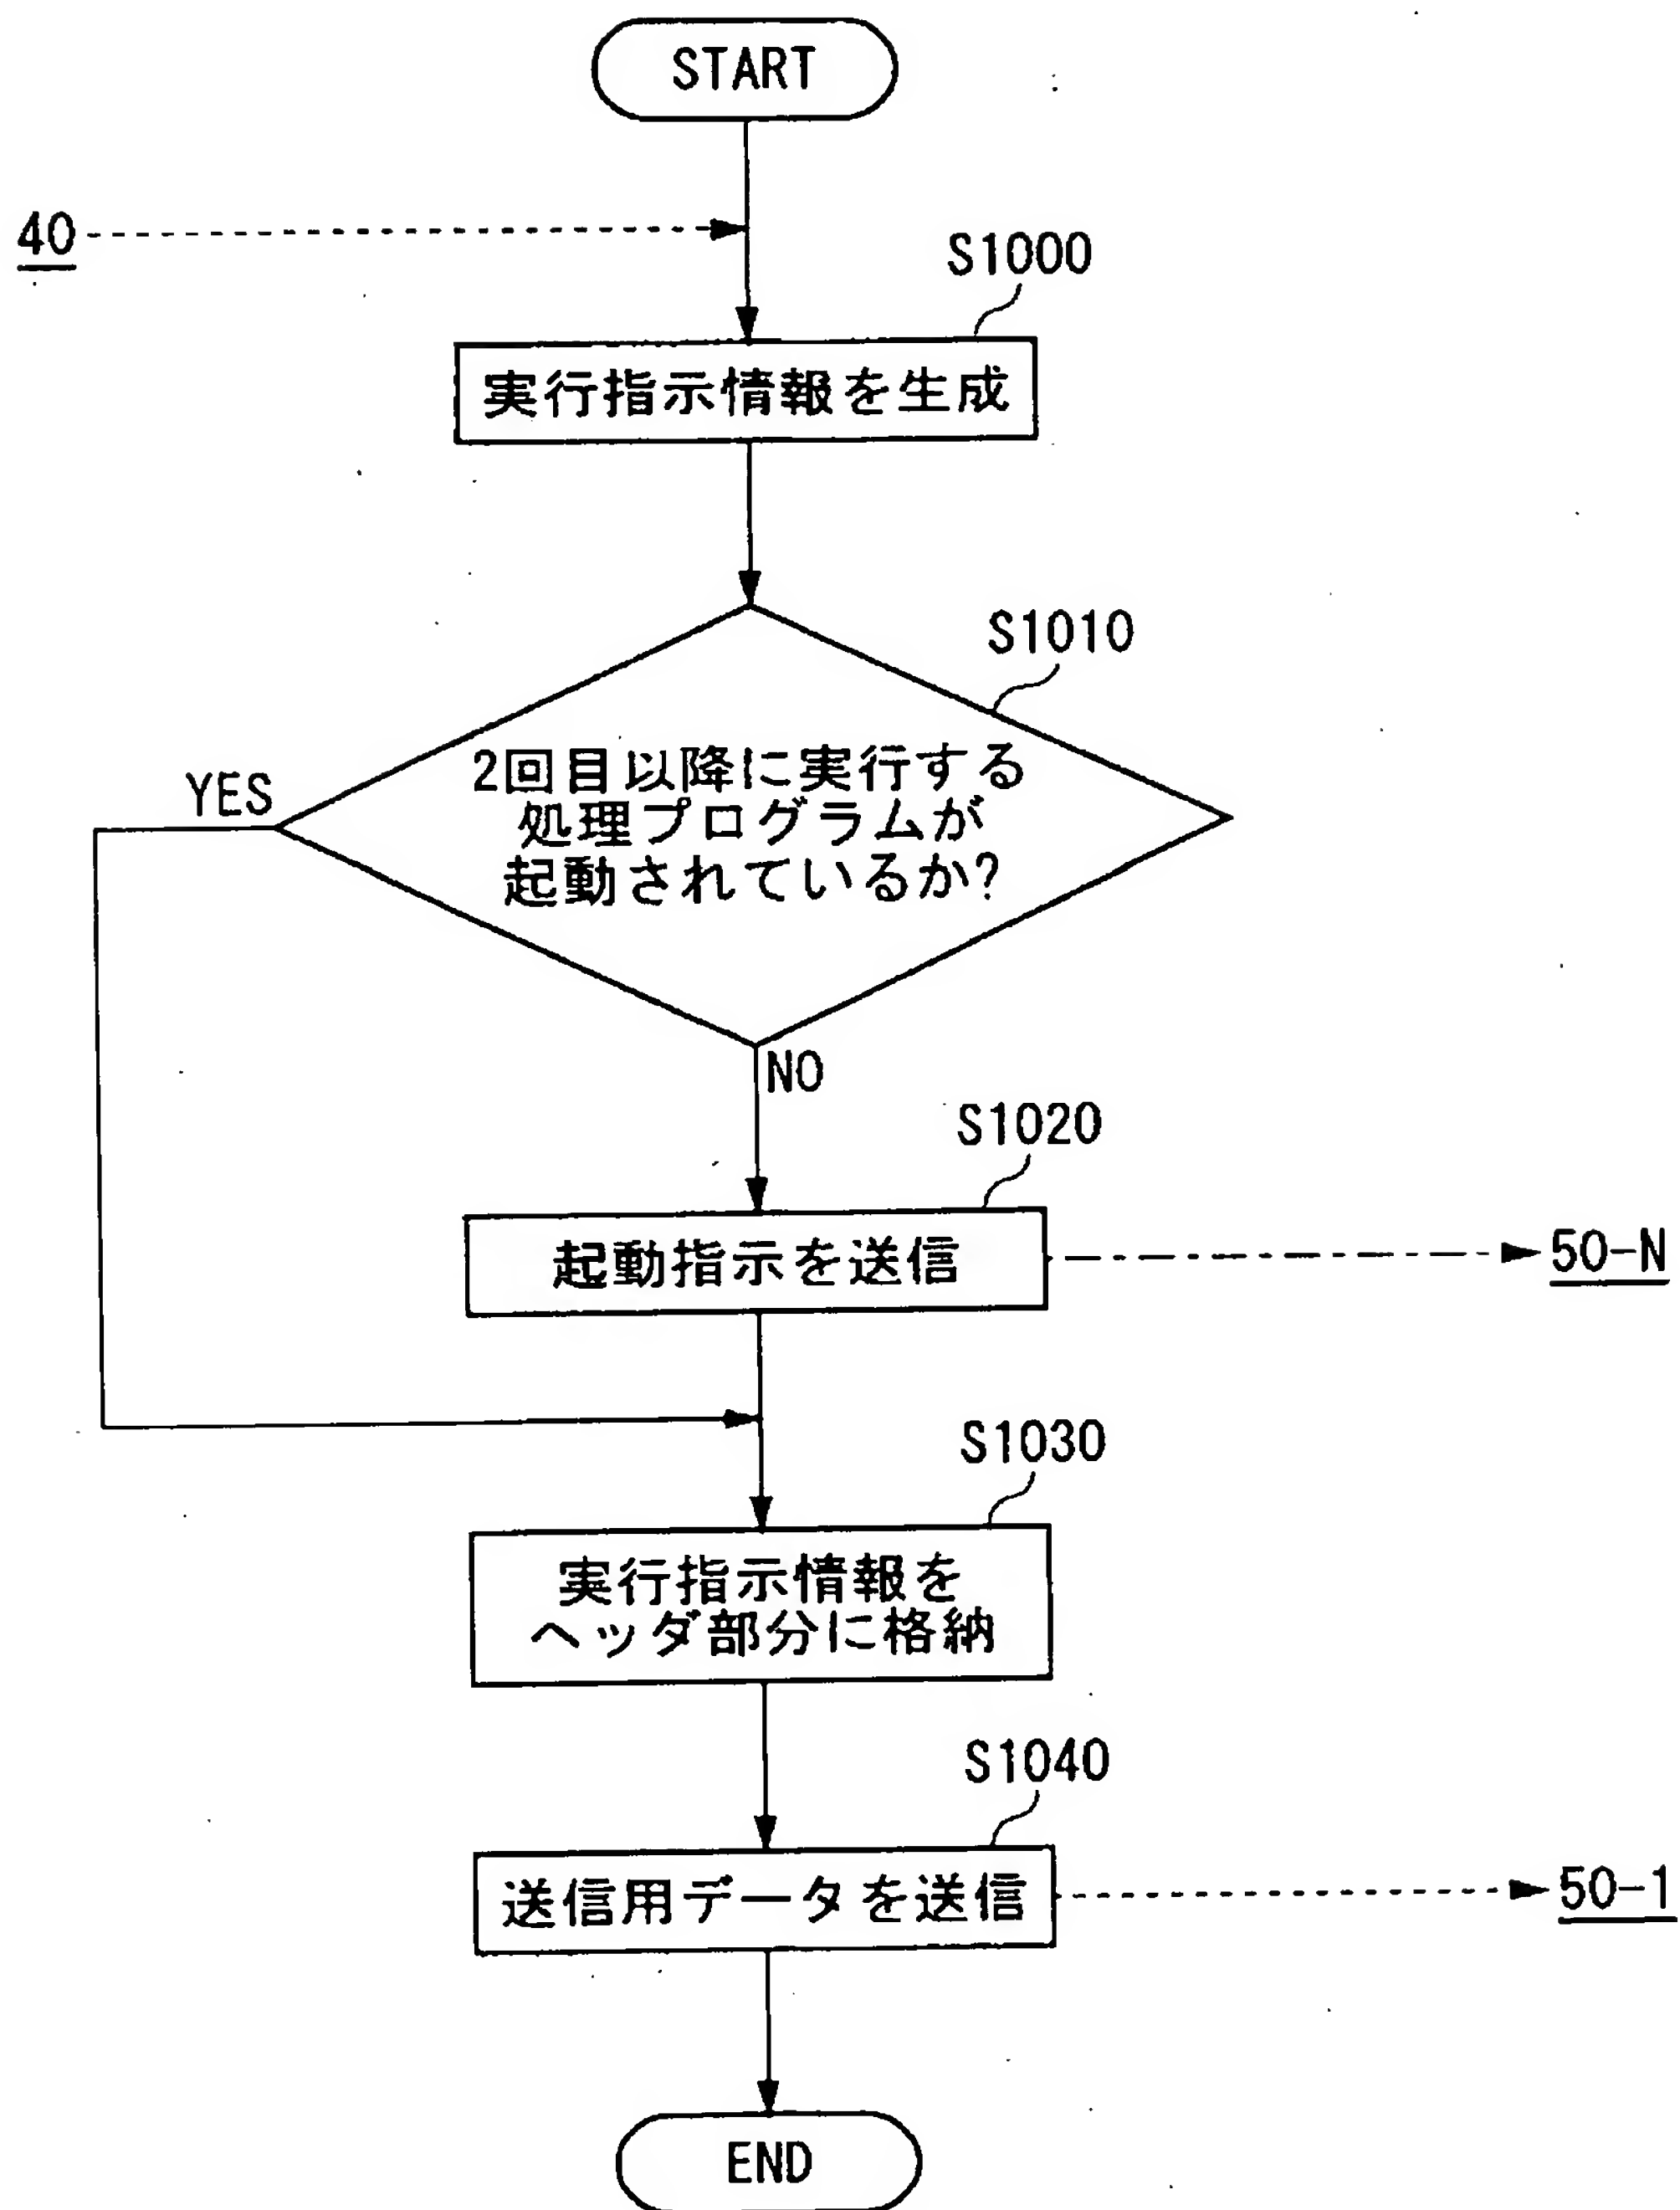 START
40
S1000
実行指示情報を生成
S1010
2回目以降に実行する
処理プログラムが
起動されているか?
YES
NO
S1020
起動指示を送信
50-N
S1030
実行指示情報を
ヘッダ部分に格納
S1040
送信用データを送信
50-1
END